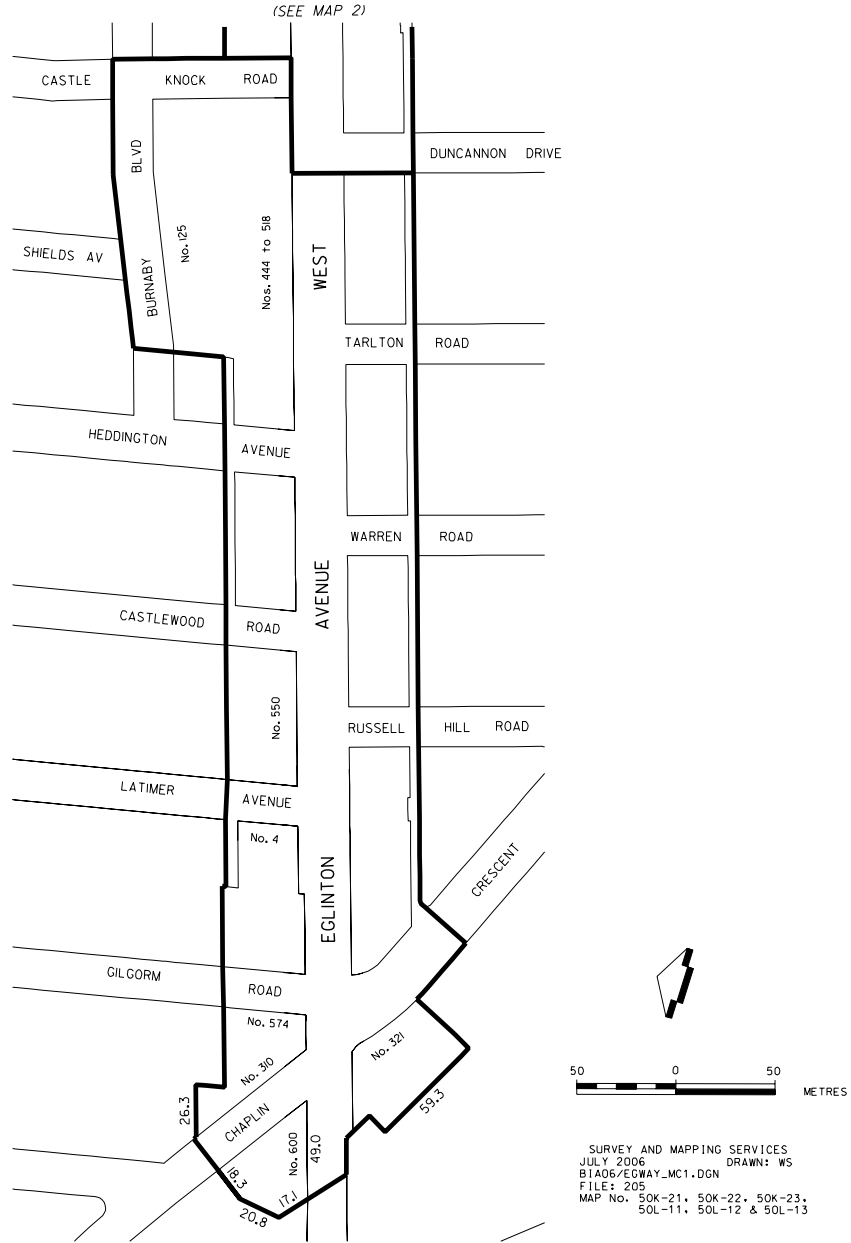 (SEE MAP 2)
CASTLE KNOCK ROAD
DUNCANNON DRIVE
BLVD
BURNABY
No. 125
Nos. 444 to 518
WEST
SHIELDS AV
TARLTON ROAD
HEDDINGTON AVENUE
WARREN ROAD
AVENUE
CASTLEWOOD ROAD
No. 550
RUSSELL HILL ROAD
LATIMER AVENUE
No. 4
EGLINTON
CRESCENT
GILGORM ROAD
No. 574
No. 310
No. 321
26.3
CHAPLIN
59.3
No. 600
49.0
18.3
17.1
20.8
50 0 50
METRES
SURVEY AND MAPPING SERVICES
JULY 2006 DRAWN: WS
BIA06/EGWAY_MC1.DGN
FILE: 205
MAP No. 50K-21, 50K-22, 50K-23,
50L-11, 50L-12 & 50L-13